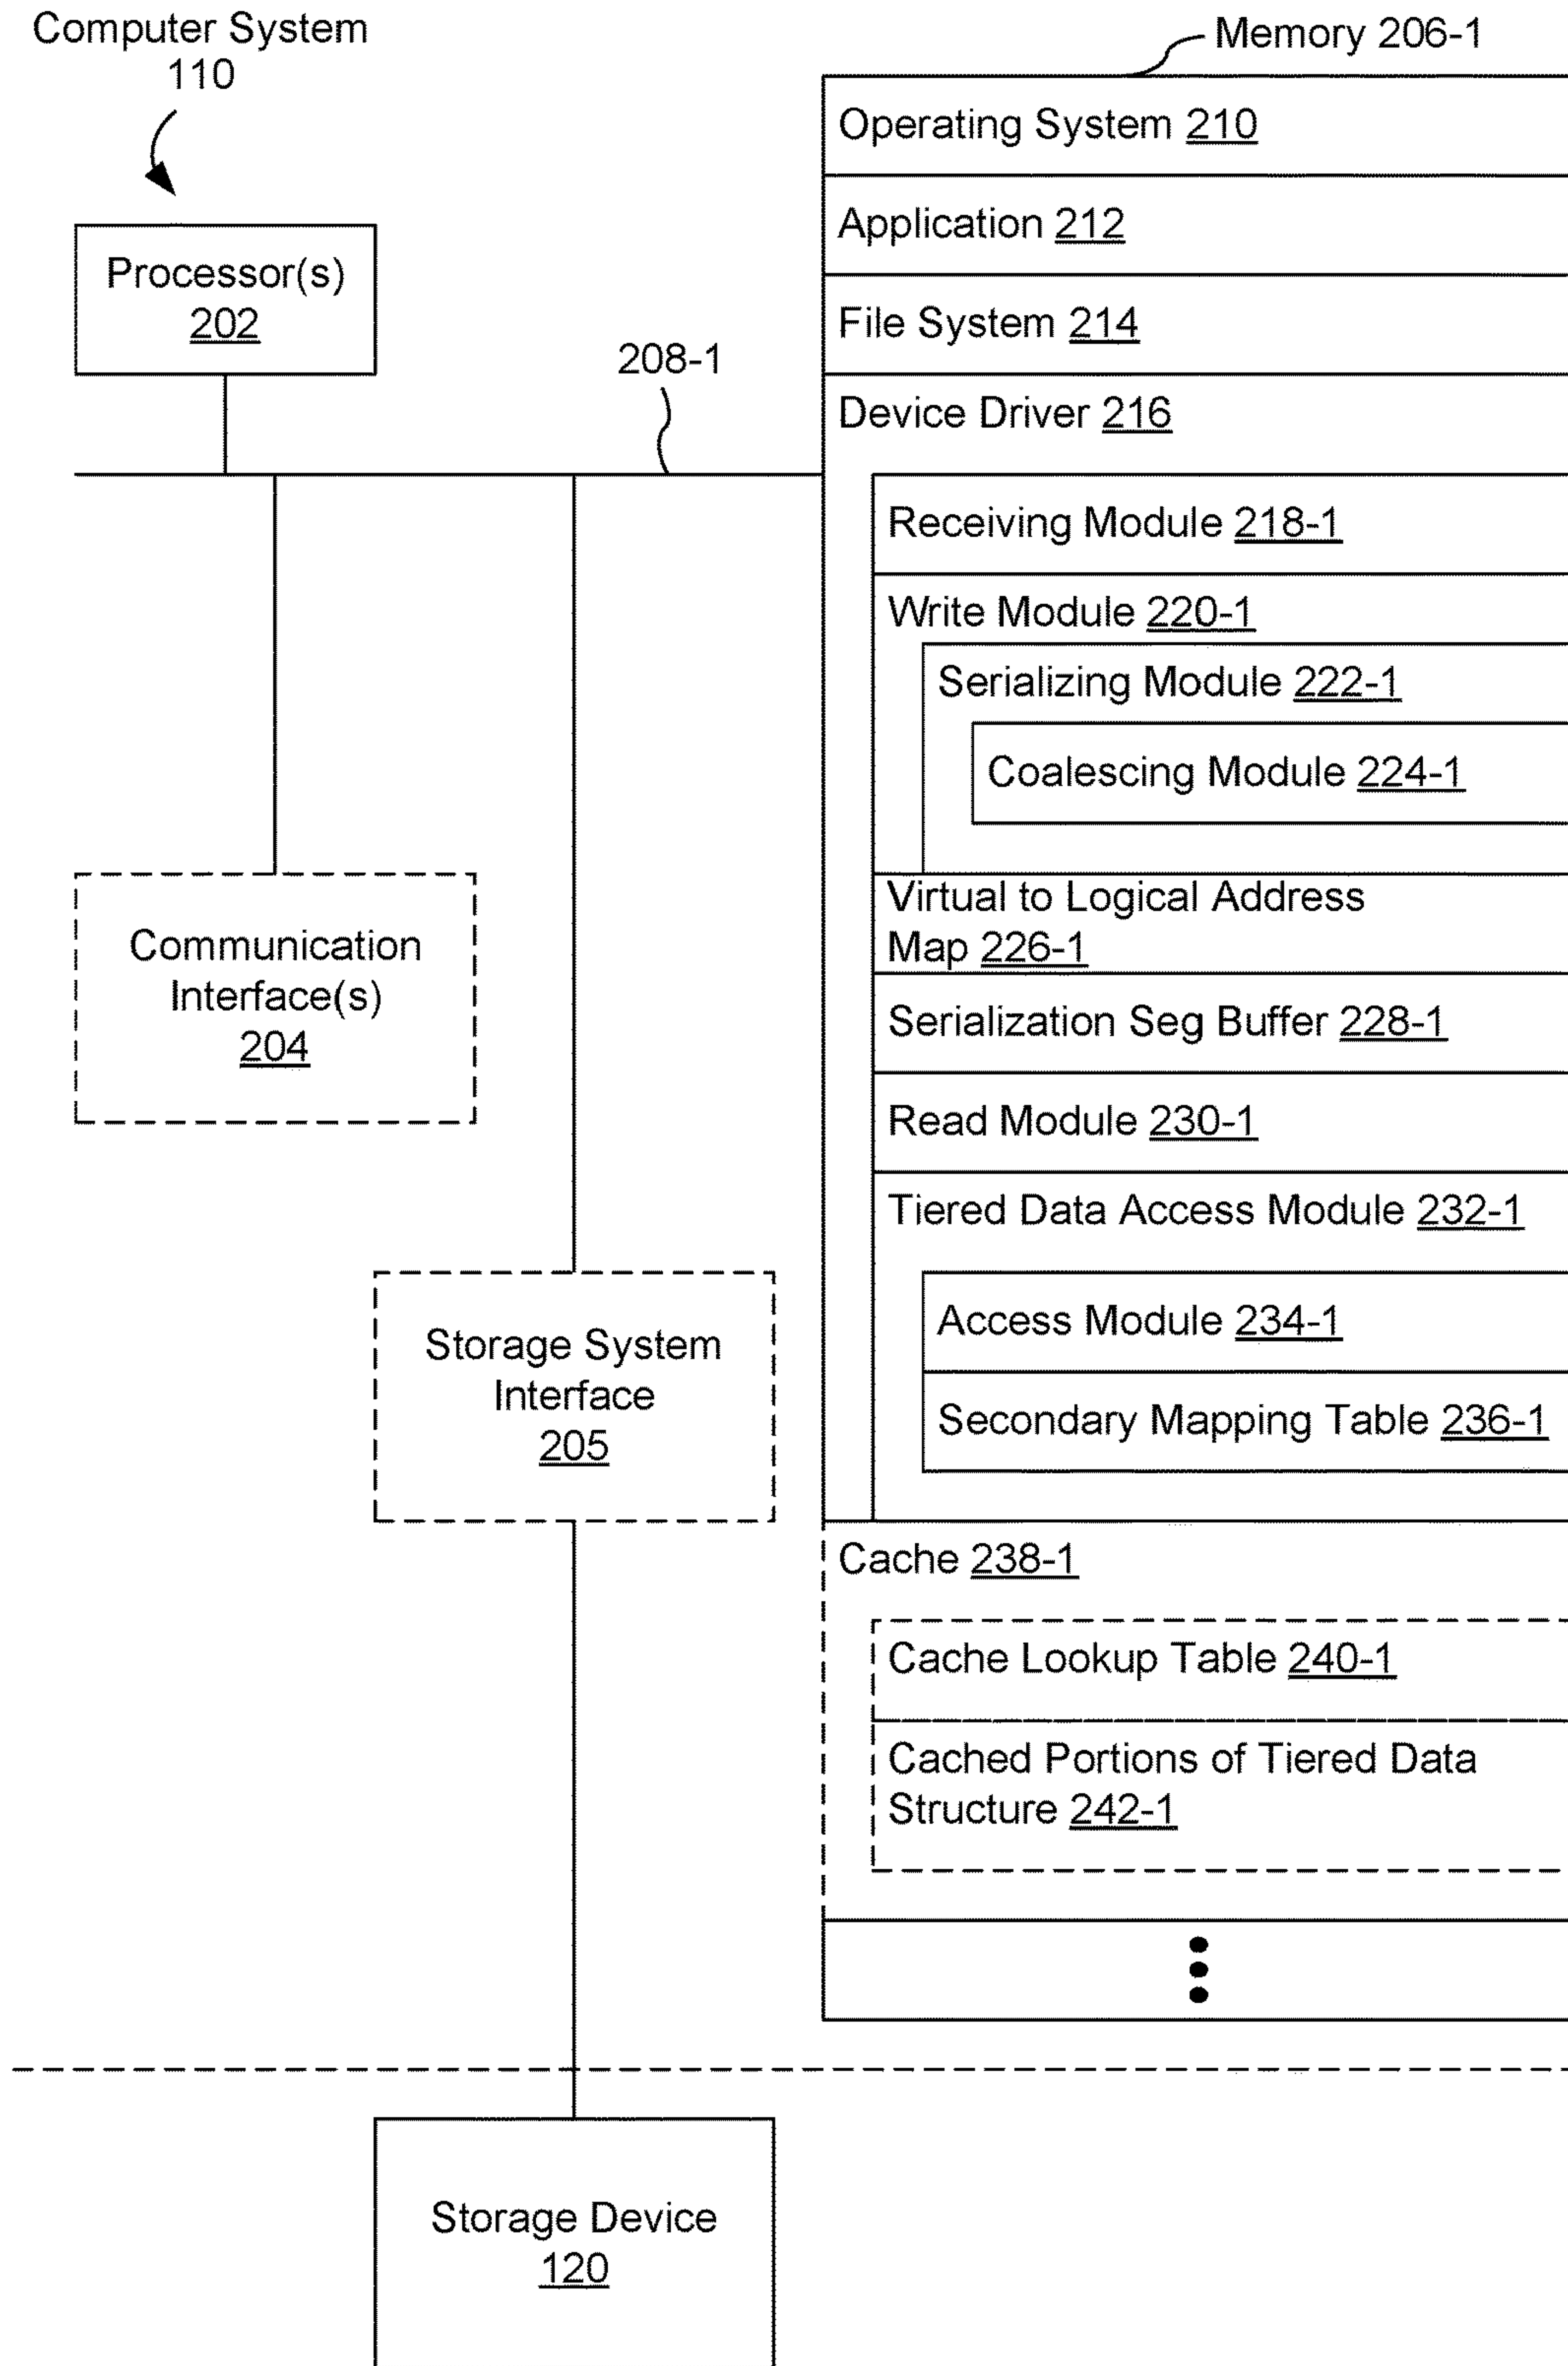 Computer System
110
Memory 206-1
Operating System 210
Application 212
Processor(s)
202
File System 214
208-1
Device Driver 216
Receiving Module 218-1
Write Module 220-1
Serializing Module 222-1
Coalescing Module 224-1
Virtual to Logical Address
Map 226-1
Communication
Interface(s)
204
Serialization Seg Buffer 228-1
Read Module 230-1
Tiered Data Access Module 232-1
Access Module 234-1
Storage System
Interface
205
Secondary Mapping Table 236-1
Cache 238-1
Cache Lookup Table 240-1
Cached Portions of Tiered Data
Structure 242-1
Storage Device
120